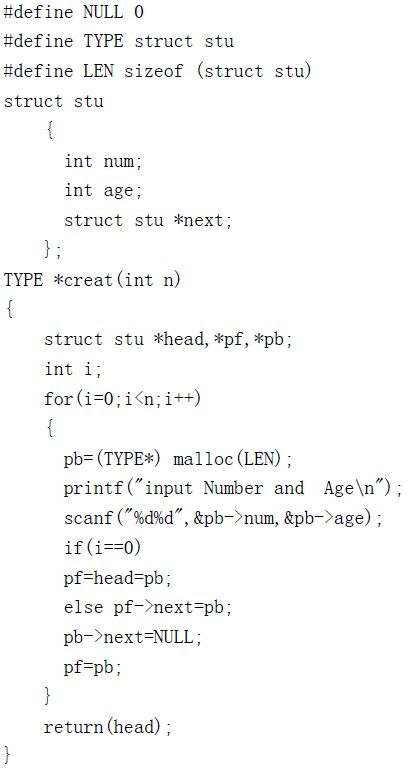 #define NULL 0
#define TYPE struct stu
#define LEN sizeof (struct stu)
struct stu
    {
      int num;
      int age;
      struct stu *next;
    };
TYPE *creat(int n)
{
    struct stu *head,*pf,*pb;
    int i;
    for(i=0;i<n;i++)
    {
      pb=(TYPE*) malloc(LEN);
      printf("input Number and  Age\n");
      scanf("%d%d",&pb->num,&pb->age);
      if(i==0)
      pf=head=pb;
      else pf->next=pb;
      pb->next=NULL;
      pf=pb;
    }
    return(head);
}